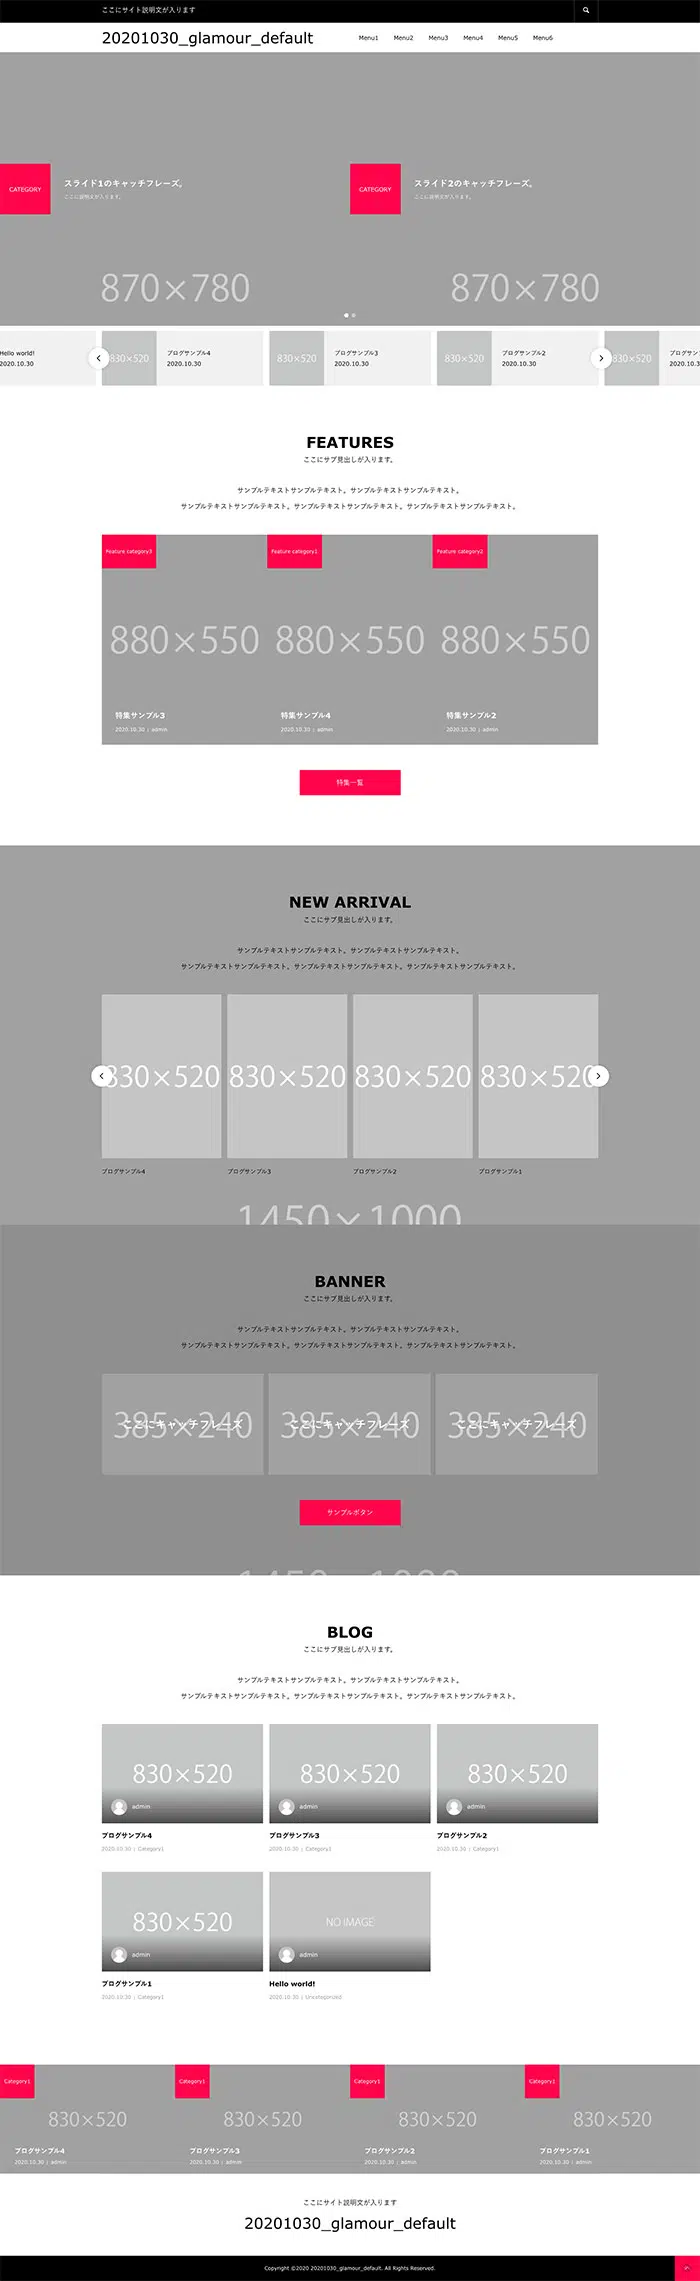 ここにサイト説明文が入ります
20201030_glamour_default
Menu1 Menu2 Menu3 Menu4 Menu5 Menu6
CATEGORY
スライド1のキャッチフレーズ。
ここに説明文が入ります。
870×780
CATEGORY
スライド2のキャッチフレーズ。
ここに説明文が入ります。
870×780
Hello world!
2020.10.30
830×520
ブログサンプル4
2020.10.30
830×520
ブログサンプル3
2020.10.30
830×520
ブログサンプル2
2020.10.30
830×520
ブログサン
2020.10.3
FEATURES
ここにサブ見出しが入ります。
サンプルテキストサンプルテキスト。サンプルテキストサンプルテキスト。
サンプルテキストサンプルテキスト。サンプルテキストサンプルテキスト。サンプルテキストサンプルテキスト。
Feature category3
880×550
特集サンプル3
2020.10.30 | admin
Feature category1
880×550
特集サンプル4
2020.10.30 | admin
Feature category2
880×550
特集サンプル2
2020.10.30 | admin
特集一覧
NEW ARRIVAL
ここにサブ見出しが入ります。
サンプルテキストサンプルテキスト。サンプルテキストサンプルテキスト。
サンプルテキストサンプルテキスト。サンプルテキストサンプルテキスト。サンプルテキストサンプルテキスト。
830×520 830×520 830×520 830×520
ブログサンプル4 ブログサンプル3 ブログサンプル2 ブログサンプル1
1450×1000
BANNER
ここにサブ見出しが入ります。
サンプルテキストサンプルテキスト。サンプルテキストサンプルテキスト。
サンプルテキストサンプルテキスト。サンプルテキストサンプルテキスト。サンプルテキストサンプルテキスト。
385×240
ここにキャッチフレーズ
385×240
ここにキャッチフレーズ
385×240
ここにキャッチフレーズ
サンプルボタン
BLOG
ここにサブ見出しが入ります。
サンプルテキストサンプルテキスト。サンプルテキストサンプルテキスト。
サンプルテキストサンプルテキスト。サンプルテキストサンプルテキスト。サンプルテキストサンプルテキスト。
830×520
admin
ブログサンプル4
2020.10.30 | Category1
830×520
admin
ブログサンプル3
2020.10.30 | Category1
830×520
admin
ブログサンプル2
2020.10.30 | Category1
830×520
admin
ブログサンプル1
2020.10.30 | Category1
NO IMAGE
admin
Hello world!
2020.10.30 | Uncategorized
Category1
830×520
ブログサンプル4
2020.10.30 | admin
Category1
830×520
ブログサンプル3
2020.10.30 | admin
Category1
830×520
ブログサンプル2
2020.10.30 | admin
Category1
830×520
ブログサンプル1
2020.10.30 | admin
ここにサイト説明文が入ります
20201030_glamour_default
Copyright ©2020 20201030_glamour_default. All Rights Reserved.